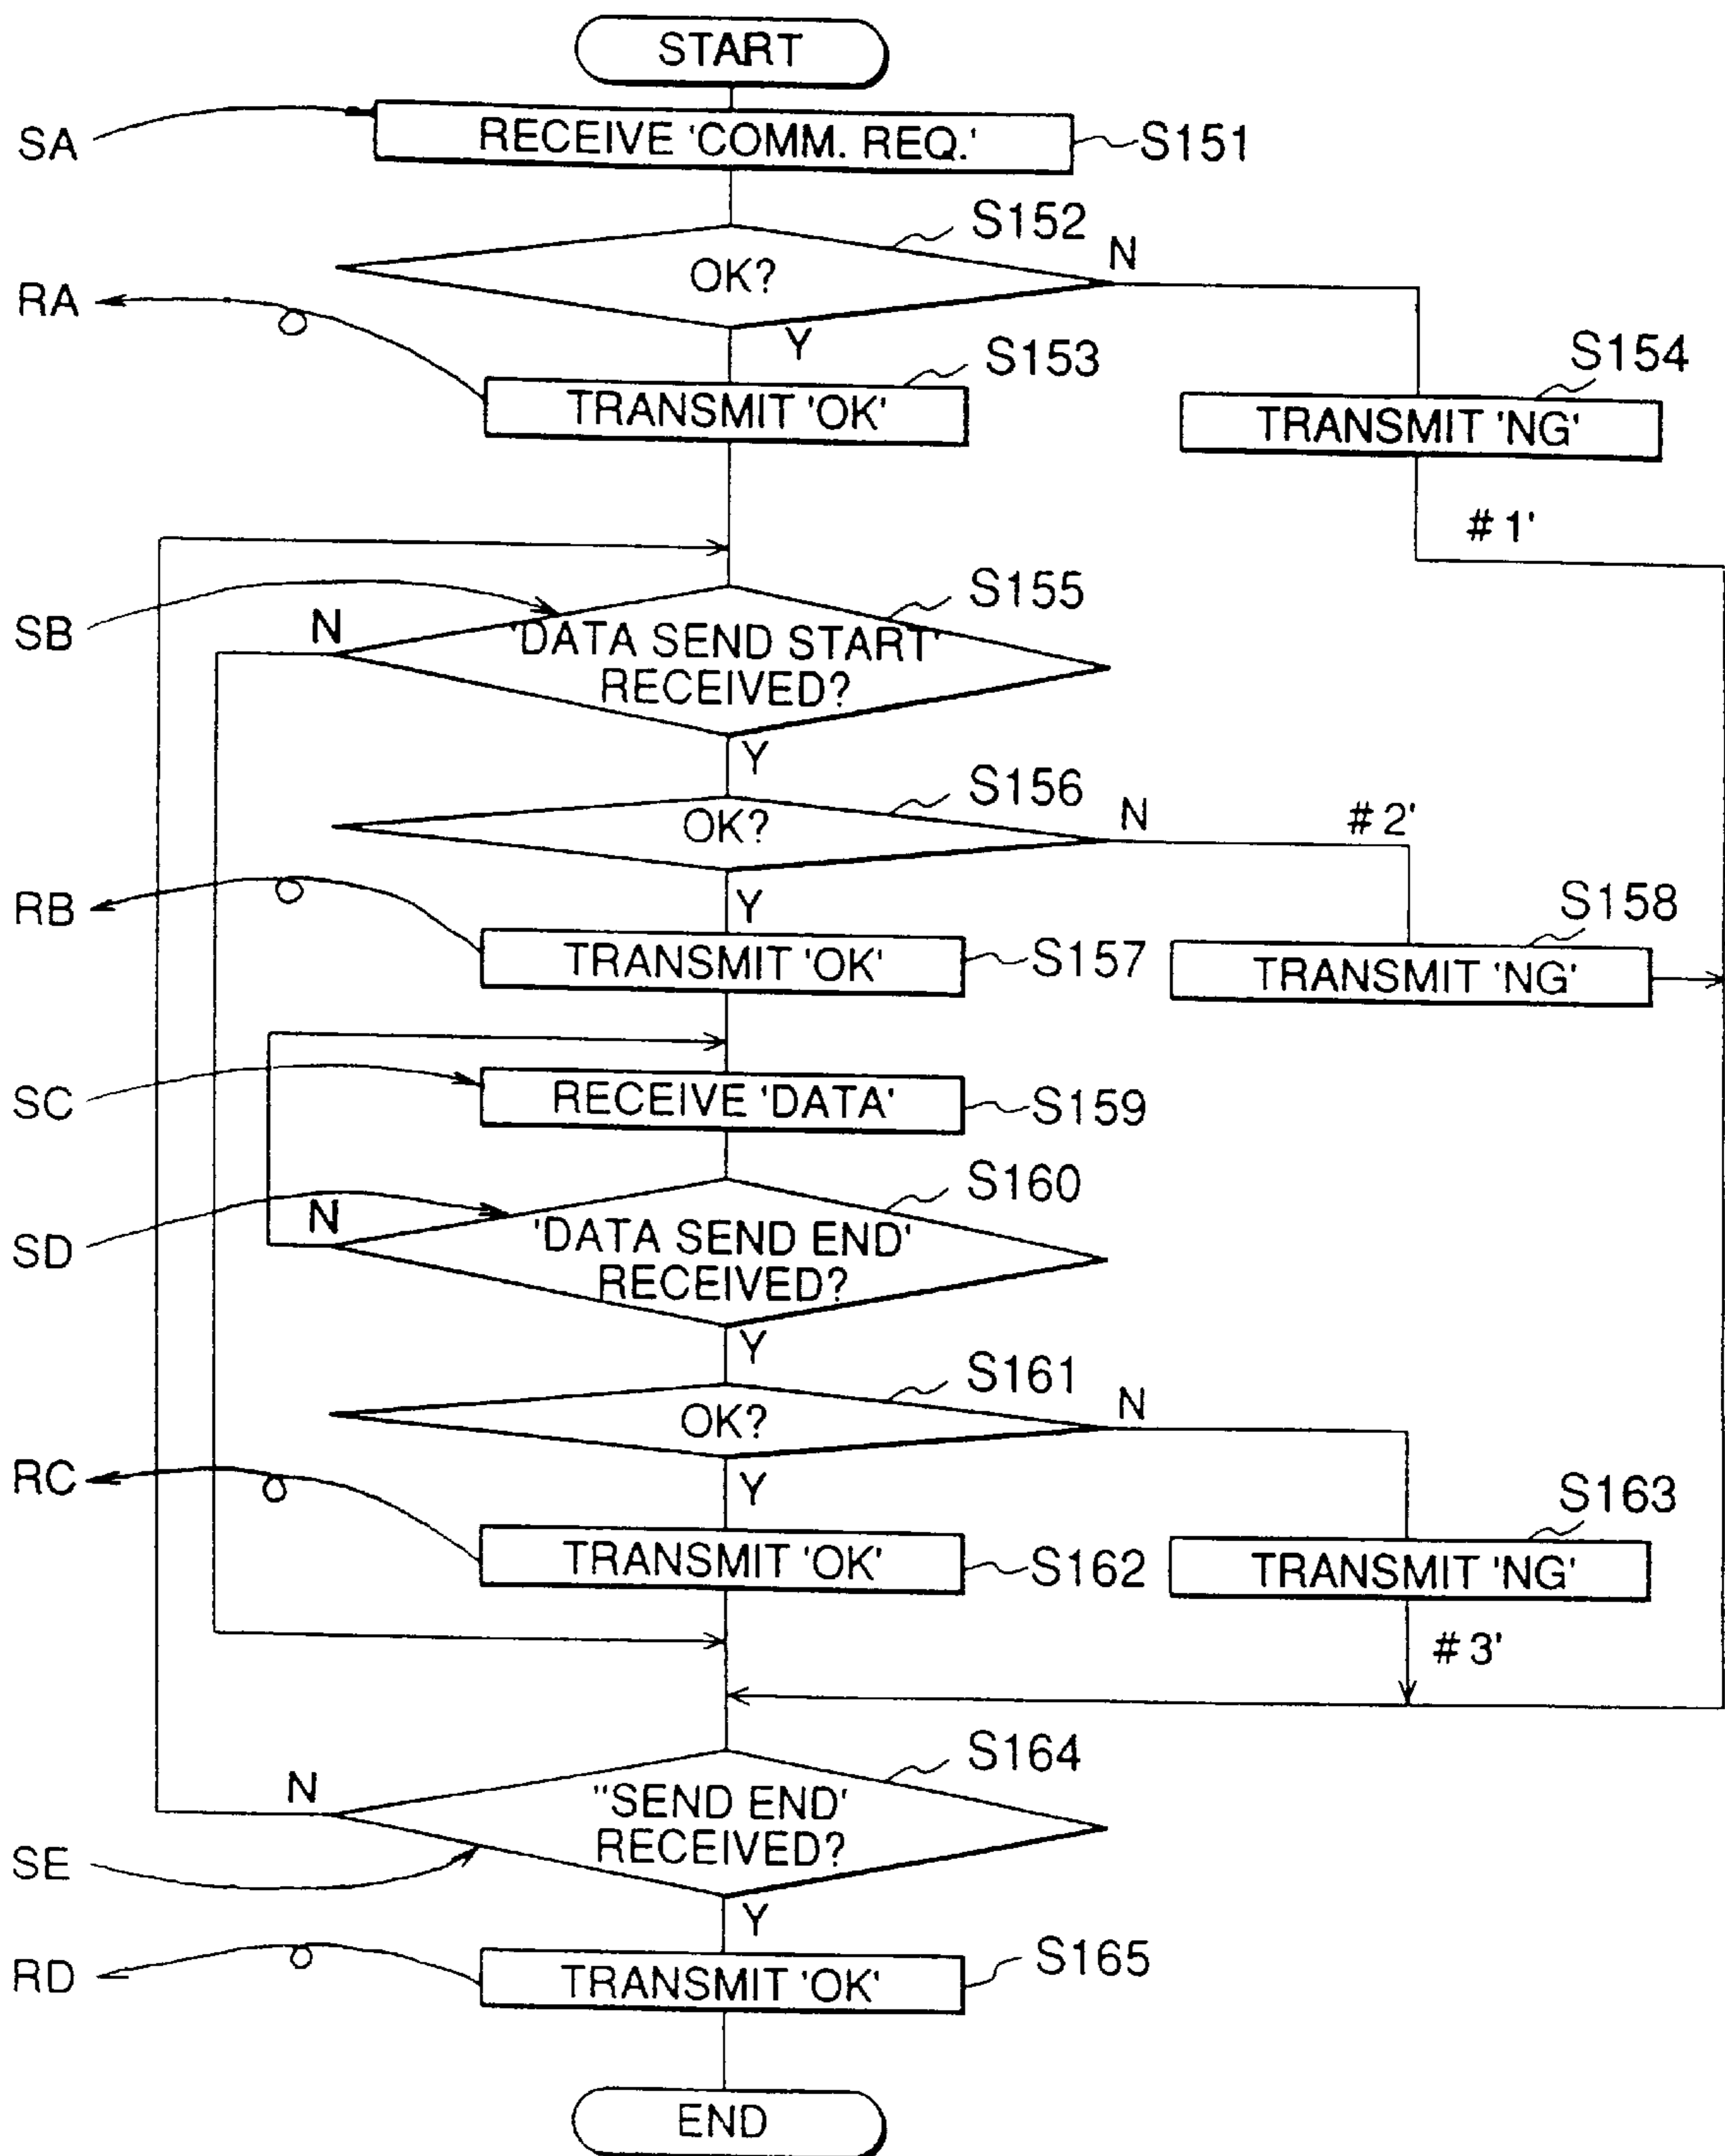 START
SA
RECEIVE 'COMM. REQ.'
S151
S152
OK?
N
RA
Y
S153
S154
TRANSMIT 'OK'
TRANSMIT 'NG'
# 1'
S155
SB
N
'DATA SEND START'
RECEIVED?
Y
S156
OK?
N
# 2'
RB
Y
S158
TRANSMIT 'OK'
S157
TRANSMIT 'NG'
SC
RECEIVE 'DATA'
S159
S160
SD
N
'DATA SEND END'
RECEIVED?
Y
S161
OK?
N
RC
Y
S163
TRANSMIT 'OK'
S162
TRANSMIT 'NG'
# 3'
S164
N
"SEND END'
RECEIVED?
SE
Y
RD
TRANSMIT 'OK'
S165
END